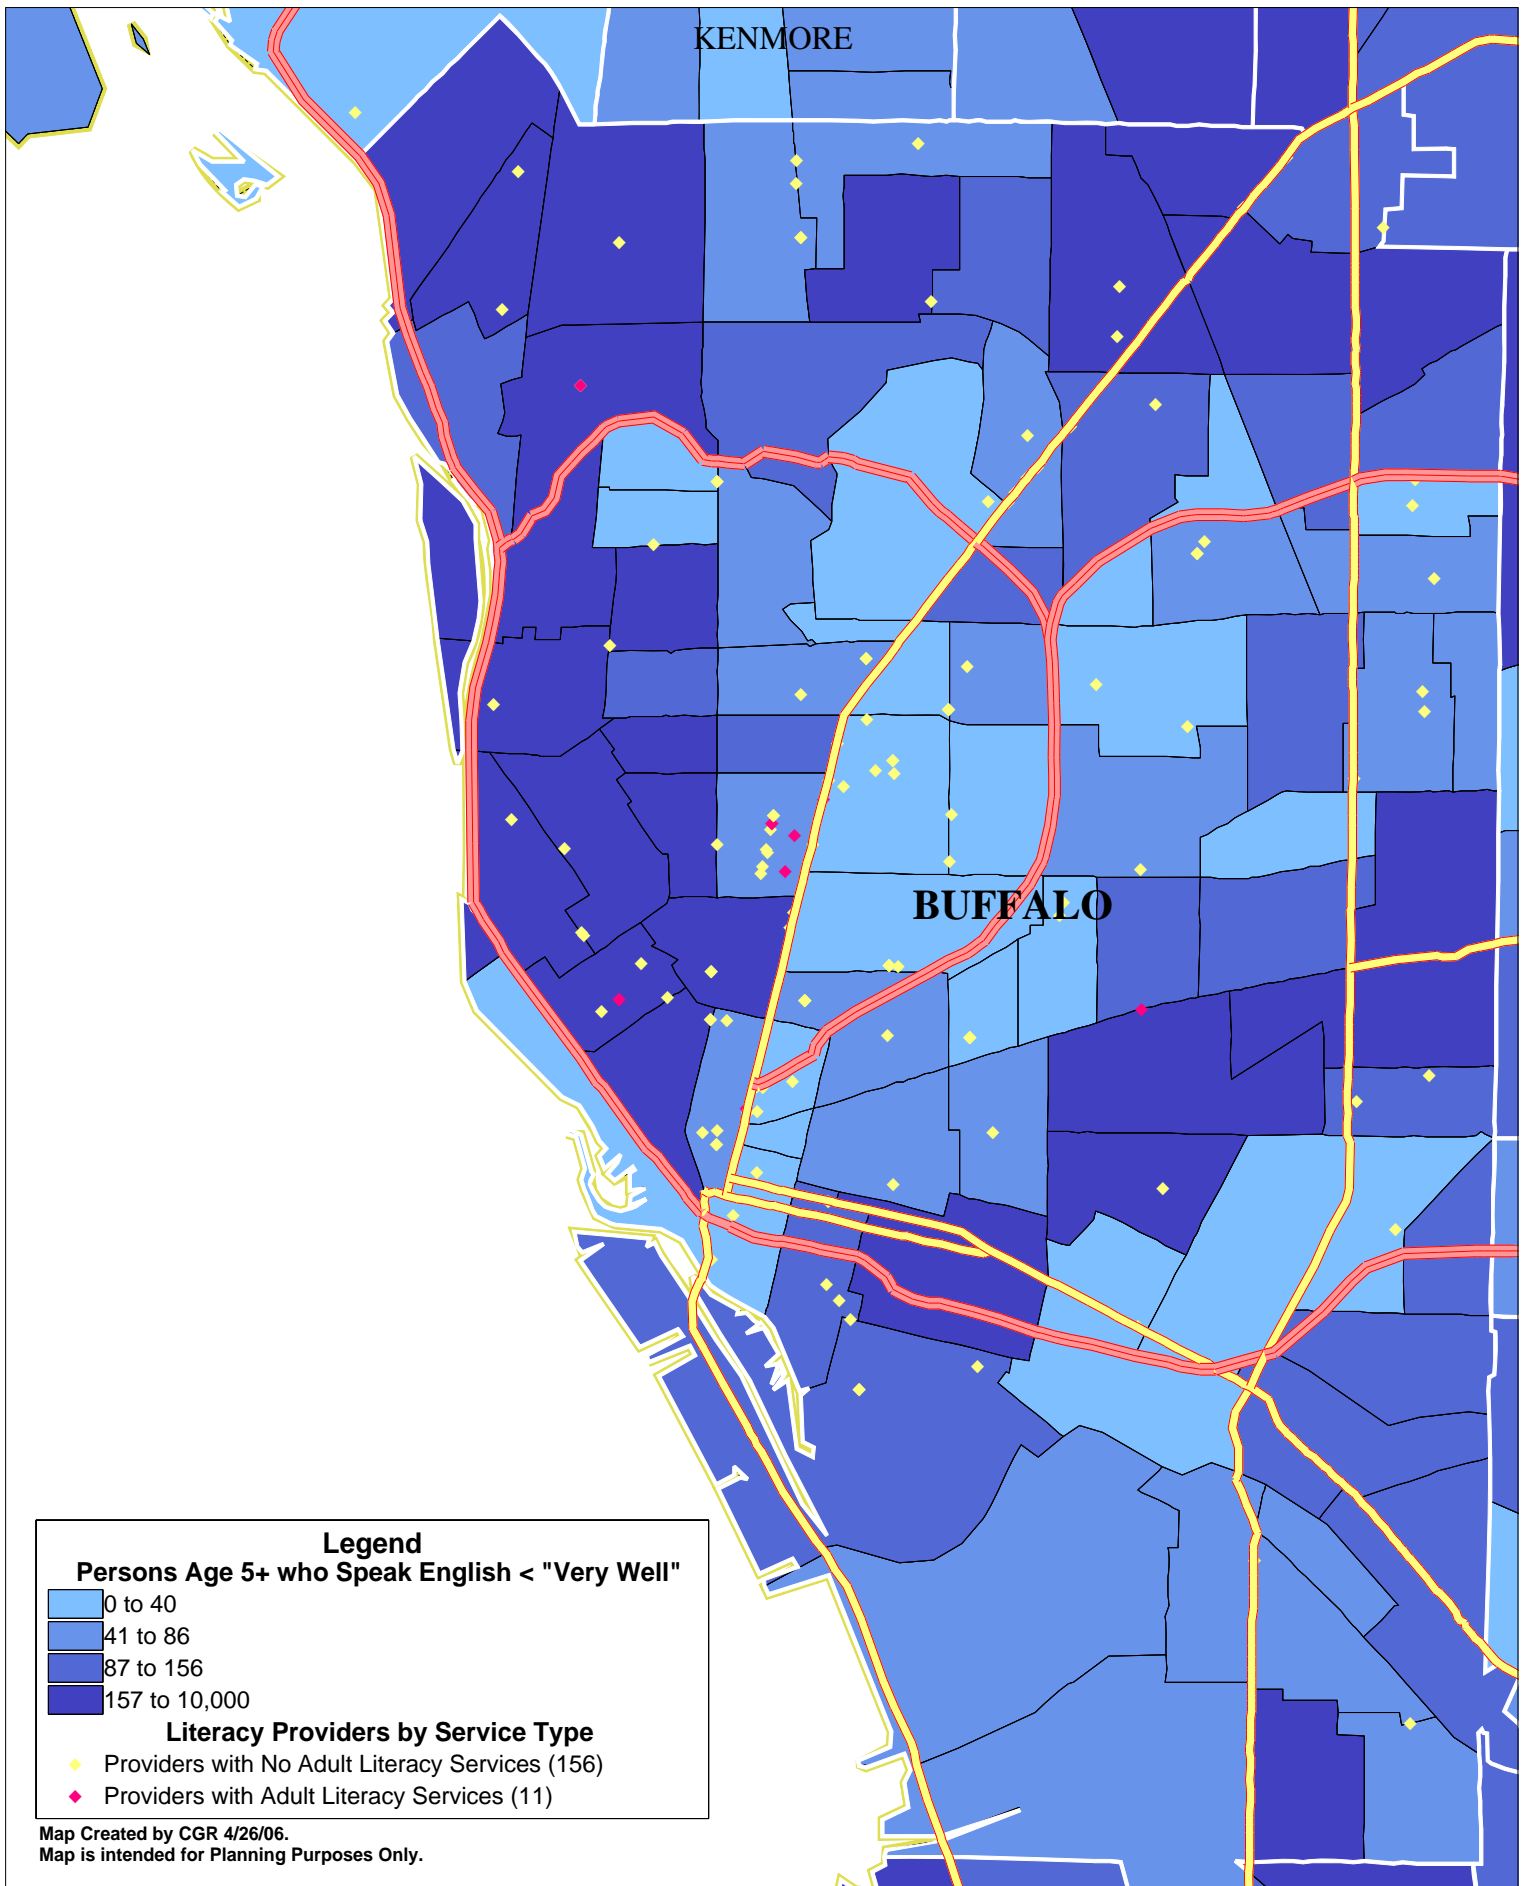 KENMORE
BUFFALO
Legend
Persons Age 5+ who Speak English < "Very Well"
0 to 40
41 to 86
87 to 156
157 to 10,000
Literacy Providers by Service Type
Providers with No Adult Literacy Services (156)
Providers with Adult Literacy Services (11)
Map Created by CGR 4/26/06.
Map is intended for Planning Purposes Only.